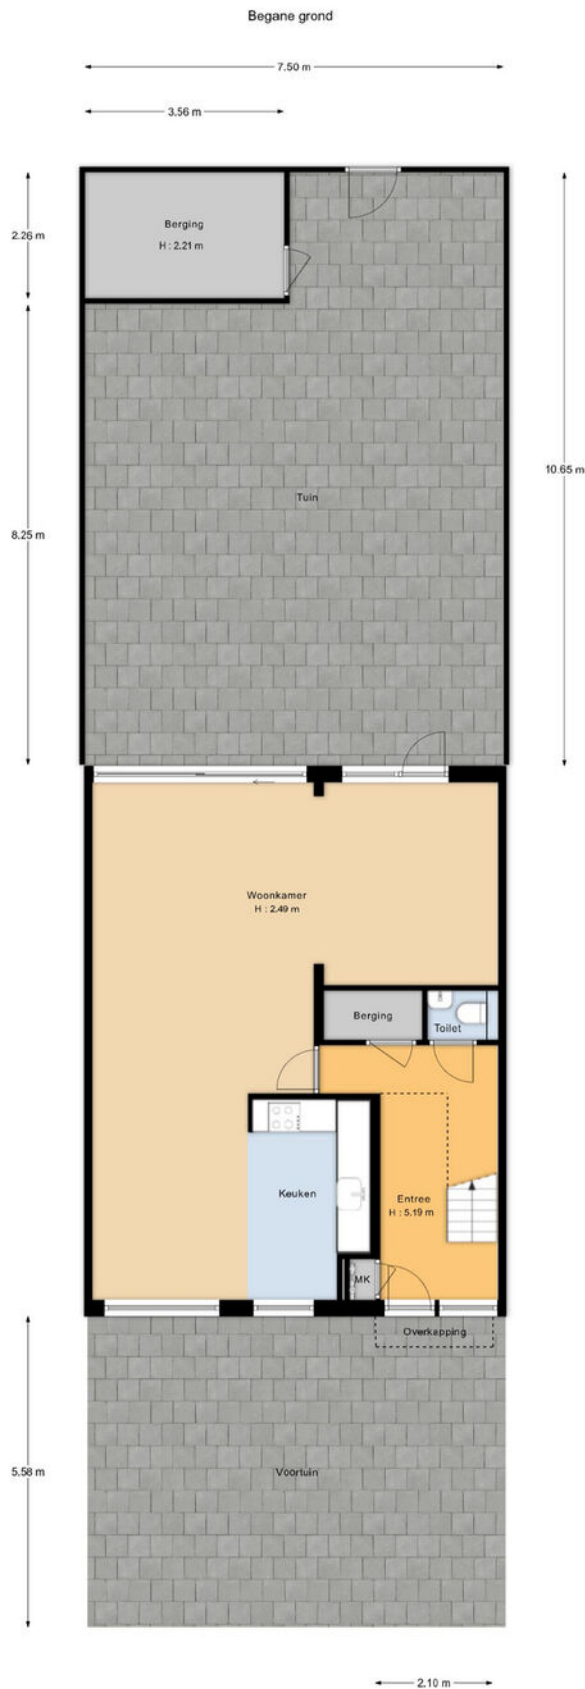 Begane grond
7.50 m
3.56 m
2.26 m
Berging
H : 2.21 m
10.65 m
Tuin
8.25 m
Woonkamer
H : 2.49 m
Berging
Toilet
Keuken
Entree
H : 5.19 m
MK
Overkapping
5.58 m
Voortuin
2.10 m